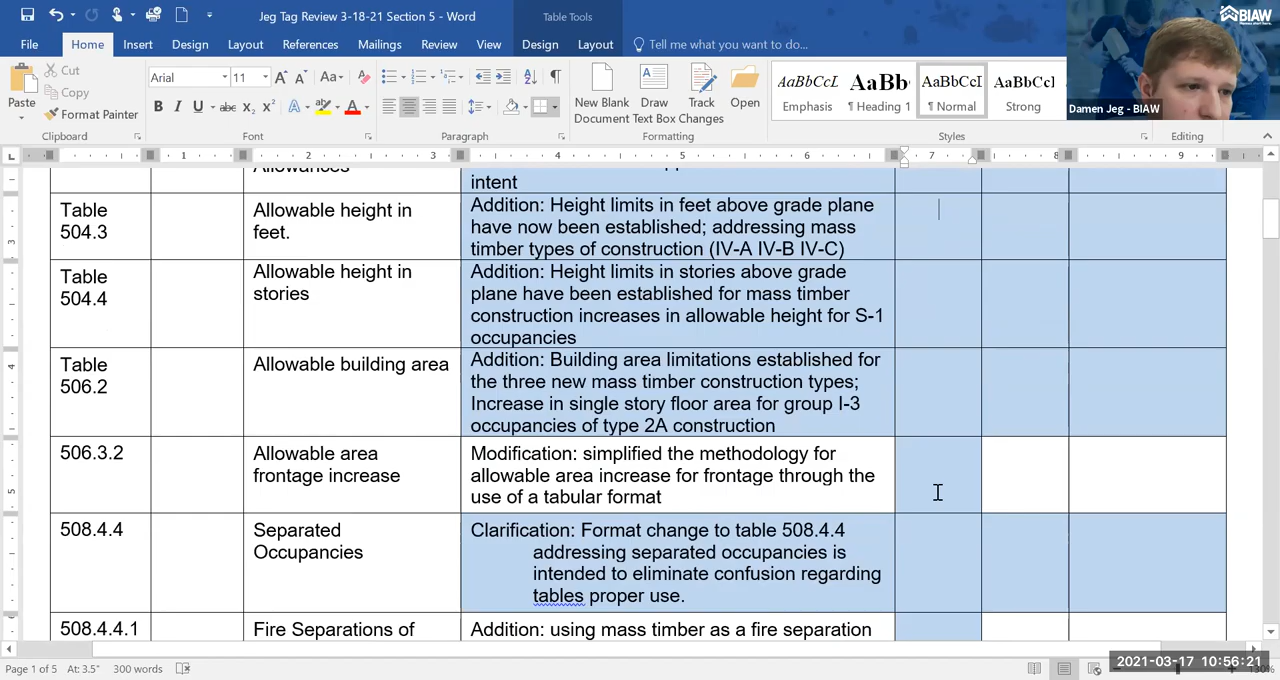 Jeg Tag Review 3-18-21 Section 5 - Word
Table Tools
BIAW
File Home Insert Design Layout References Mailings Review View Design Layout Tell me what you want to do...
Damen Jeg - BIAW
Paste
Cut
Copy
Format Painter
Clipboard
Arial 11
Font
Paragraph
New Blank Document
Draw Text Box
Track Changes
Open
Formatting
AaBbCcL Emphasis
AaBb ¶ Heading 1
AaBbCcI ¶ Normal
AaBbCcI Strong
Styles
Editing
1 2 3 4 5 6 7 8 9
Allowances
intent
Table 504.3
Allowable height in feet.
Addition: Height limits in feet above grade plane
have now been established; addressing mass
timber types of construction (IV-A IV-B IV-C)
Table 504.4
Allowable height in stories
Addition: Height limits in stories above grade
plane have been established for mass timber
construction increases in allowable height for S-1
occupancies
Table 506.2
Allowable building area
Addition: Building area limitations established for
the three new mass timber construction types;
Increase in single story floor area for group I-3
occupancies of type 2A construction
506.3.2
Allowable area frontage increase
Modification: simplified the methodology for
allowable area increase for frontage through the
use of a tabular format
508.4.4
Separated Occupancies
Clarification: Format change to table 508.4.4
addressing separated occupancies is
intended to eliminate confusion regarding
tables proper use.
508.4.4.1
Fire Separations of
Addition: using mass timber as a fire separation
Page 1 of 5 At: 3.5" 300 words
2021-03-17 10:56:21
130%